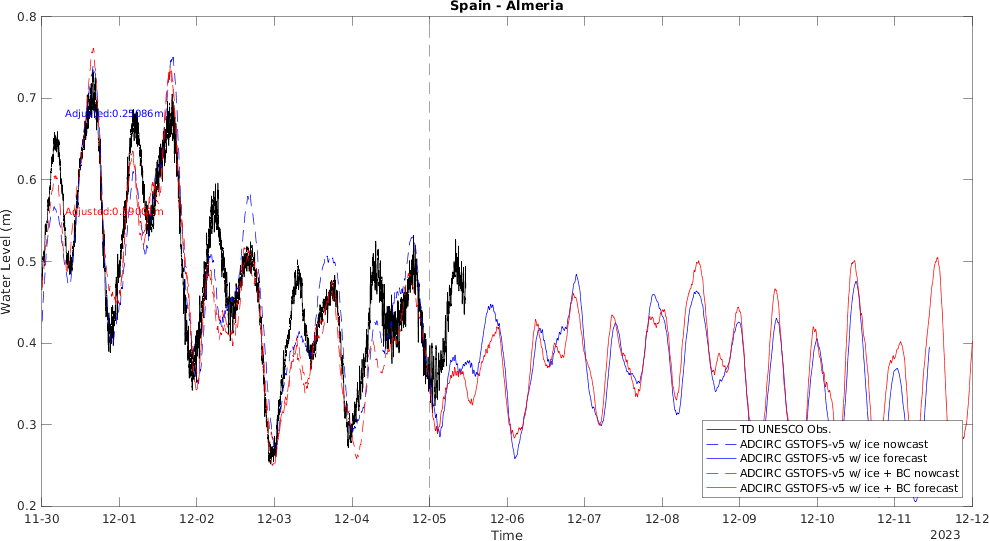 Spain - Almeria
0.8
0.7
0.6
0.5
0.4
0.3
0.2
Water Level (m)
Adjusted:0.25086m
TD UNESCO Obs.
ADCIRC GSTOFS-v5 w/ ice nowcast
ADCIRC GSTOFS-v5 w/ ice forecast
ADCIRC GSTOFS-v5 w/ ice + BC nowcast
ADCIRC GSTOFS-v5 w/ ice + BC forecast
11-30 12-01 12-02 12-03 12-04 12-05 12-06 12-07 12-08 12-09 12-10 12-11 12-12
Time
2023